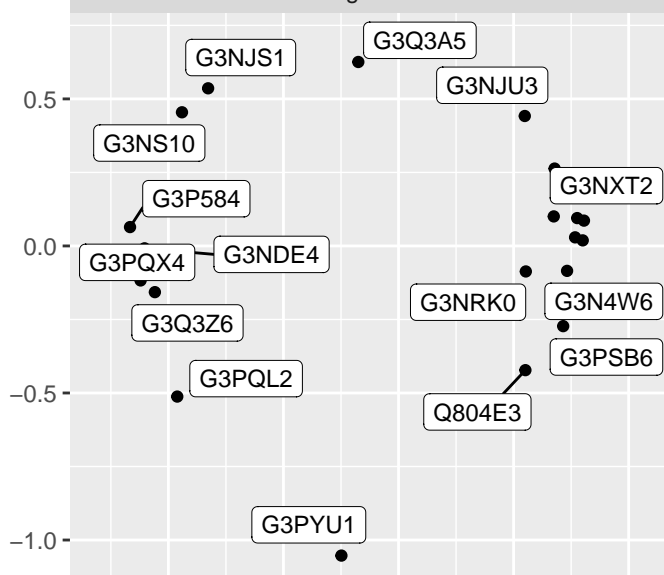 G3Q3A5
G3NJS1
G3NJU3
0.5
G3NS10
G3NXT2
G3P584
0.0
G3NDE4
G3PQX4
G3NRK0
G3N4W6
G3Q3Z6
G3PSB6
G3PQL2
−0.5
Q804E3
G3PYU1
−1.0